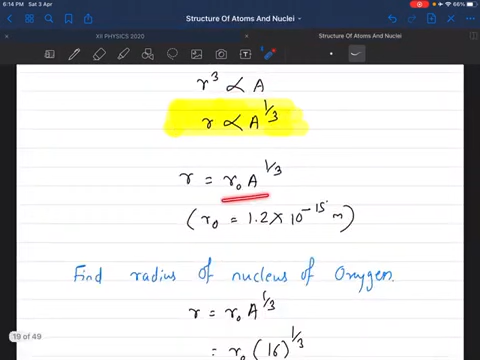 6:14 PM Sat 3 Apr
66%
Structure Of Atoms And Nuclei
XII PHYSICS 2020
Structure Of Atoms And Nuclei
r³ ∝ A
r ∝ A^1/3
r = r₀ A^1/3
(r₀ = 1.2 × 10⁻¹⁵ m)
Find radius of nucleus of Oxygen.
r = r₀ A^1/3
= r₀ (16)^1/3
19 of 49